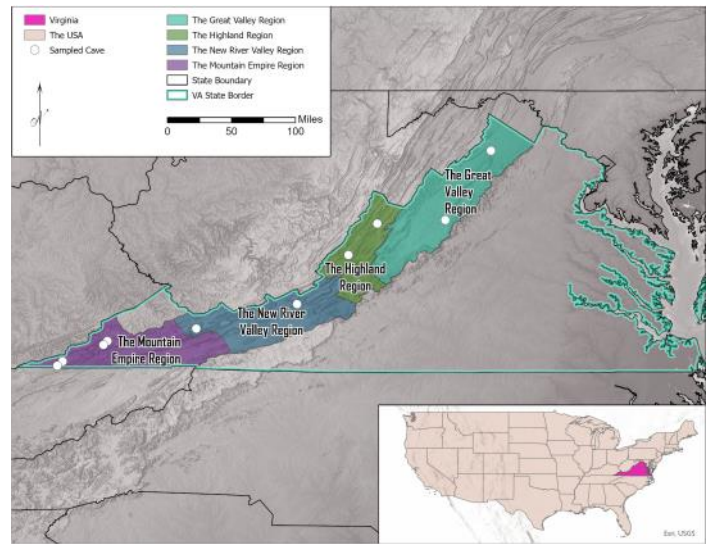 Virginia
The USA
Sampled Cave
The Great Valley Region
The Highland Region
The New River Valley Region
The Mountain Empire Region
State Boundary
VA State Border
Miles
0 25 50 100
The Great
Valley
Region
The Highland
Region
The New River
Valley Region
The Mountain
Empire Region
Esri, USGS